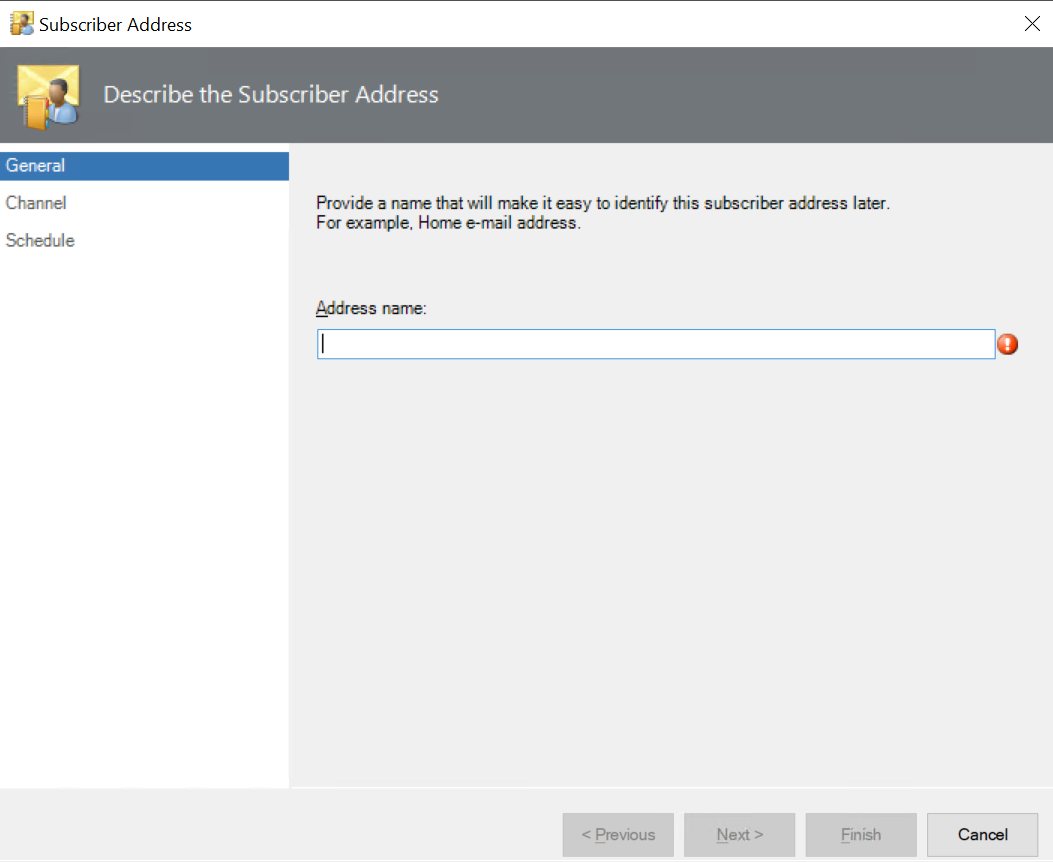 Subscriber Address
Describe the Subscriber Address
General
Channel
Schedule
Provide a name that will make it easy to identify this subscriber address later.
For example, Home e-mail address.
Address name:
< Previous
Next >
Finish
Cancel